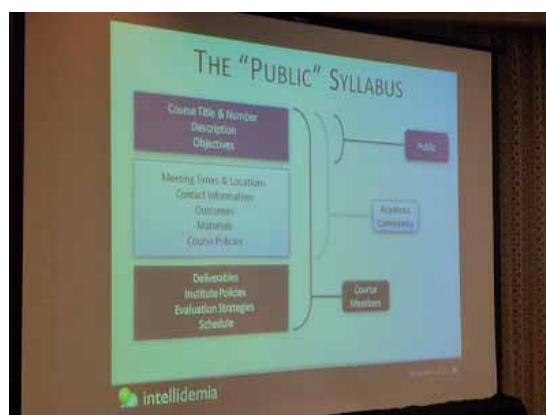 THE "PUBLIC" SYLLABUS
Course Title & Number
Description
Objectives
Public
Meeting Times & Locations
Contact Information
Outcomes
Materials
Course Policies
Academic
Community
Deliverables
Institute Policies
Evaluation Strategies
Schedule
Course
Members
intellidemia